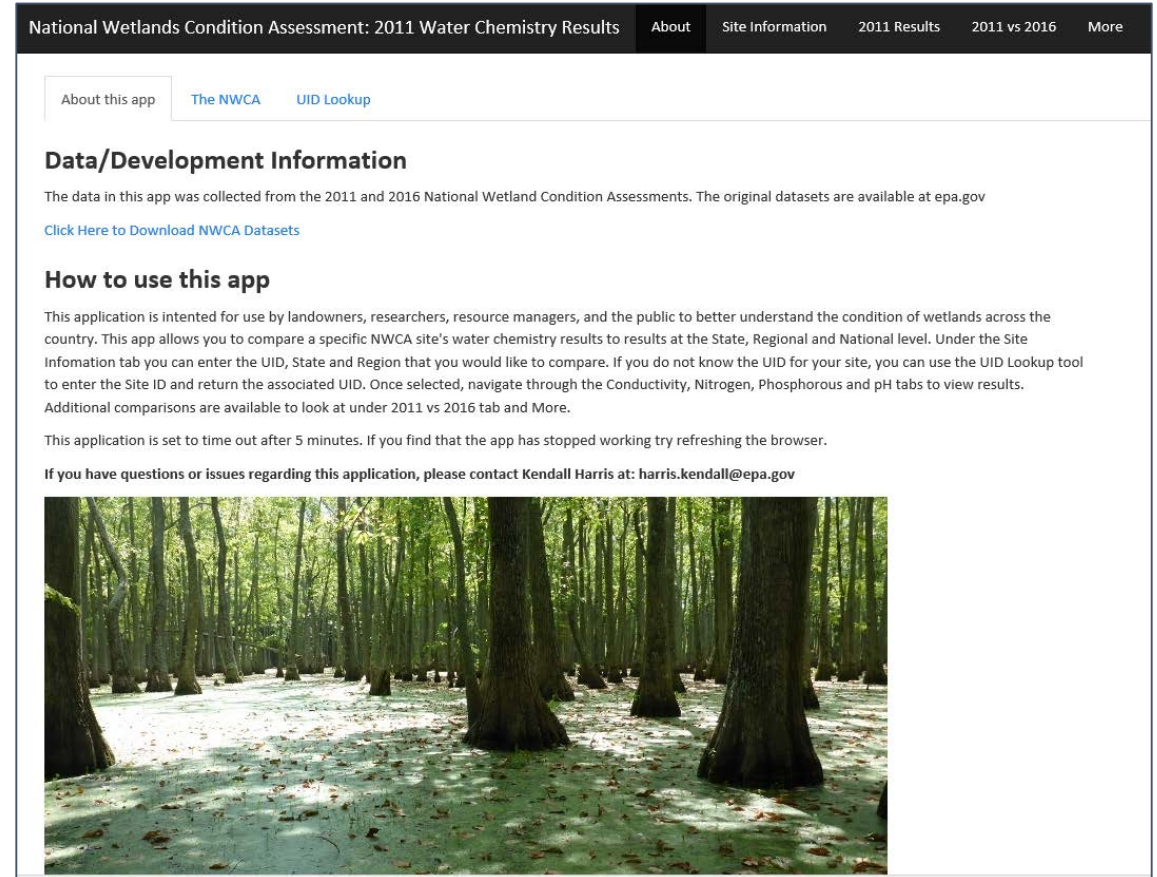 National Wetlands Condition Assessment: 2011 Water Chemistry Results About Site Information 2011 Results 2011 vs 2016 More
About this app The NWCA UID Lookup
Data/Development Information
The data in this app was collected from the 2011 and 2016 National Wetland Condition Assessments. The original datasets are available at epa.gov
Click Here to Download NWCA Datasets
How to use this app
This application is intented for use by landowners, researchers, resource managers, and the public to better understand the condition of wetlands across the
country. This app allows you to compare a specific NWCA site's water chemistry results to results at the State, Regional and National level. Under the Site
Infomation tab you can enter the UID, State and Region that you would like to compare. If you do not know the UID for your site, you can use the UID Lookup tool
to enter the Site ID and return the associated UID. Once selected, navigate through the Conductivity, Nitrogen, Phosphorous and pH tabs to view results.
Additional comparisons are available to look at under 2011 vs 2016 tab and More.
This application is set to time out after 5 minutes. If you find that the app has stopped working try refreshing the browser.
If you have questions or issues regarding this application, please contact Kendall Harris at: harris.kendall@epa.gov